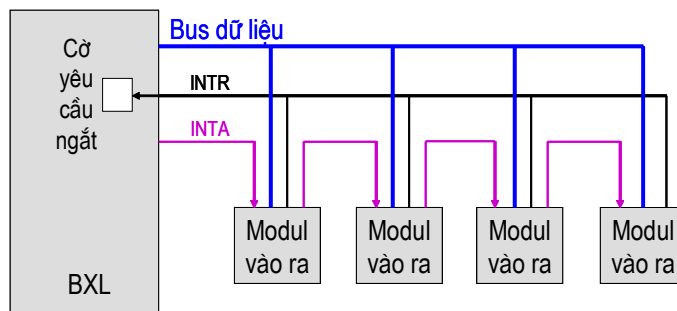 Bus dữ liệu
Cờ
yêu
cầu
ngắt
INTR
INTA
BXL
Modul
vào ra
Modul
vào ra
Modul
vào ra
Modul
vào ra